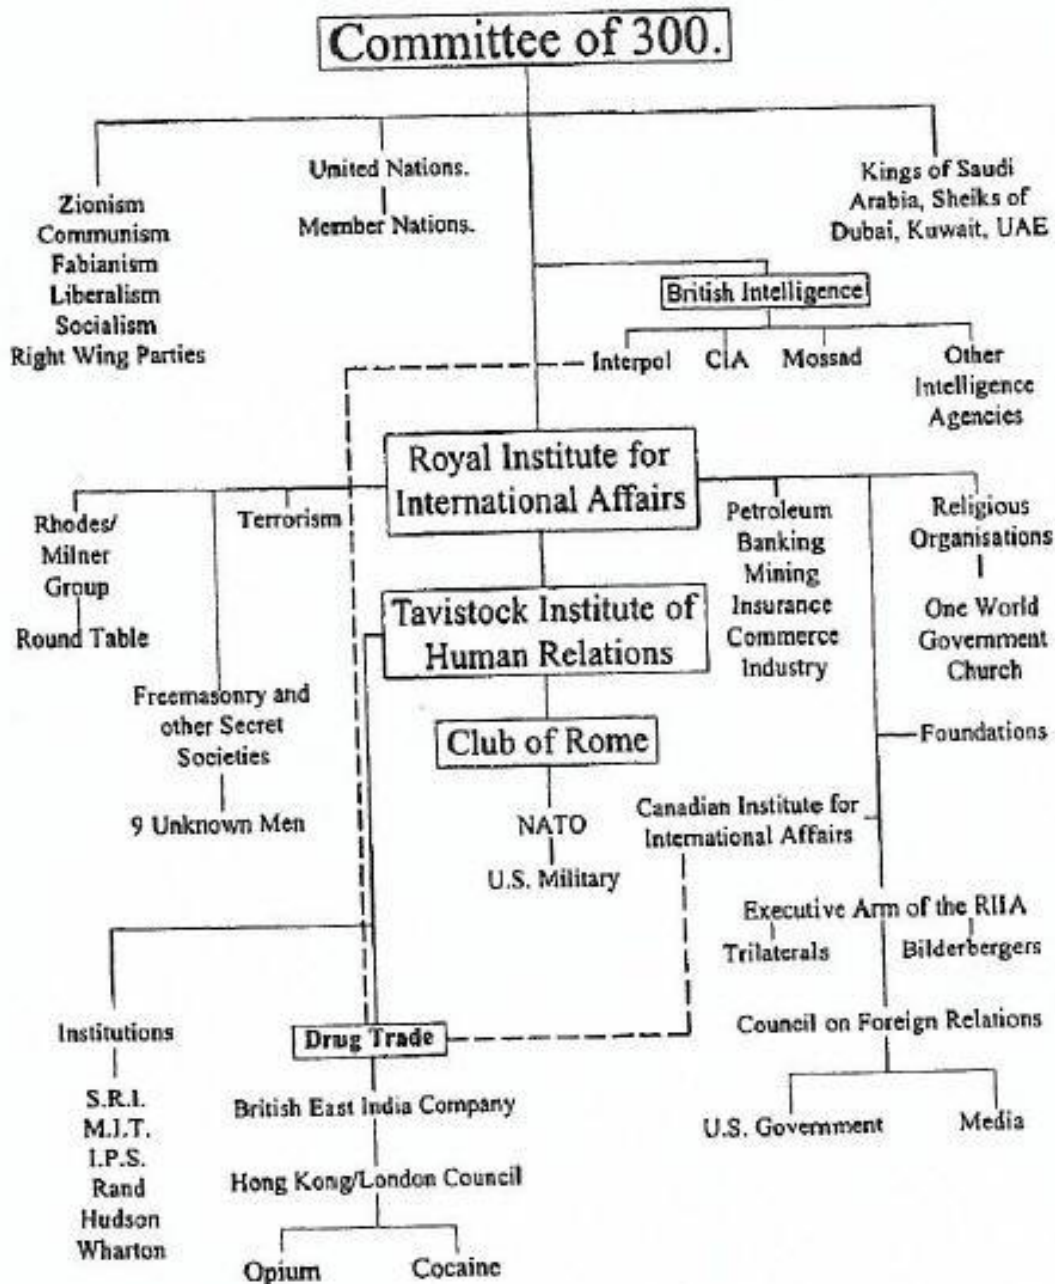 Committee of 300.
United Nations.
Member Nations.
Kings of Saudi
Arabia, Sheiks of
Dubai, Kuwait, UAE
Zionism
Communism
Fabianism
Liberalism
Socialism
Right Wing Parties
British Intelligence
Interpol
CIA
Mossad
Other
Intelligence
Agencies
Royal Institute for
International Affairs
Rhodes/
Milner
Group
Round Table
Terrorism
Petroleum
Banking
Mining
Insurance
Commerce
Industry
Religious
Organisations
One World
Government
Church
Tavistock Institute of
Human Relations
Freemasonry and
other Secret
Societies
9 Unknown Men
Club of Rome
NATO
U.S. Military
Foundations
Canadian Institute for
International Affairs
Executive Arm of the RIIA
Trilaterals
Bilderbergers
Council on Foreign Relations
U.S. Government
Media
Institutions
S.R.I.
M.I.T.
I.P.S.
Rand
Hudson
Wharton
Drug Trade
British East India Company
Hong Kong/London Council
Opium
Cocaine